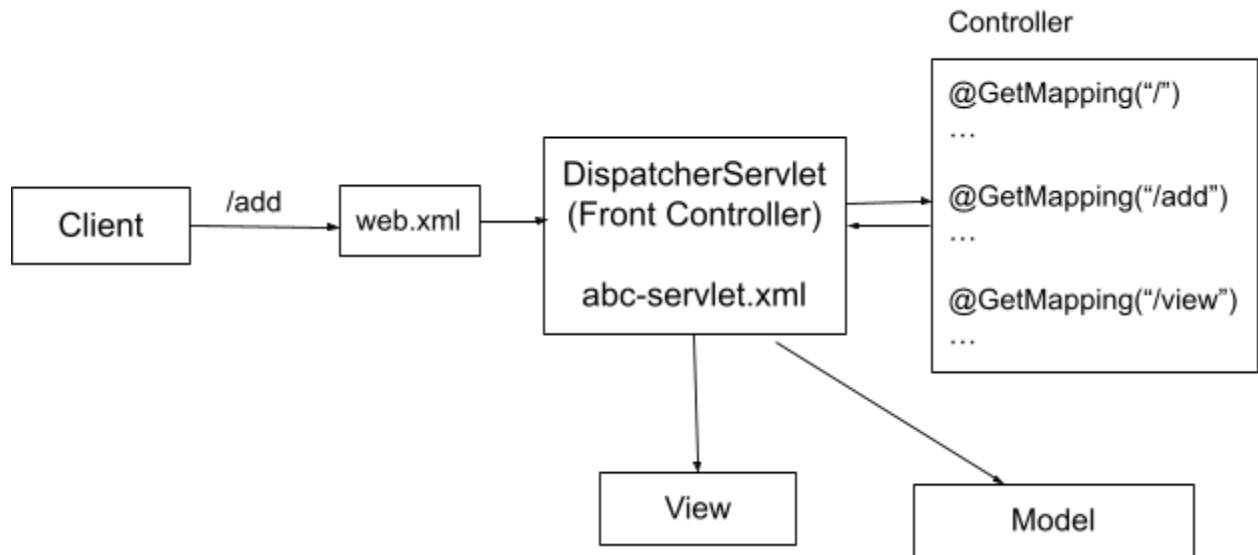 Controller
@GetMapping(“/”)
…
@GetMapping(“/add”)
…
@GetMapping(“/view”)
…
DispatcherServlet
(Front Controller)
abc-servlet.xml
Client
/add
web.xml
View
Model